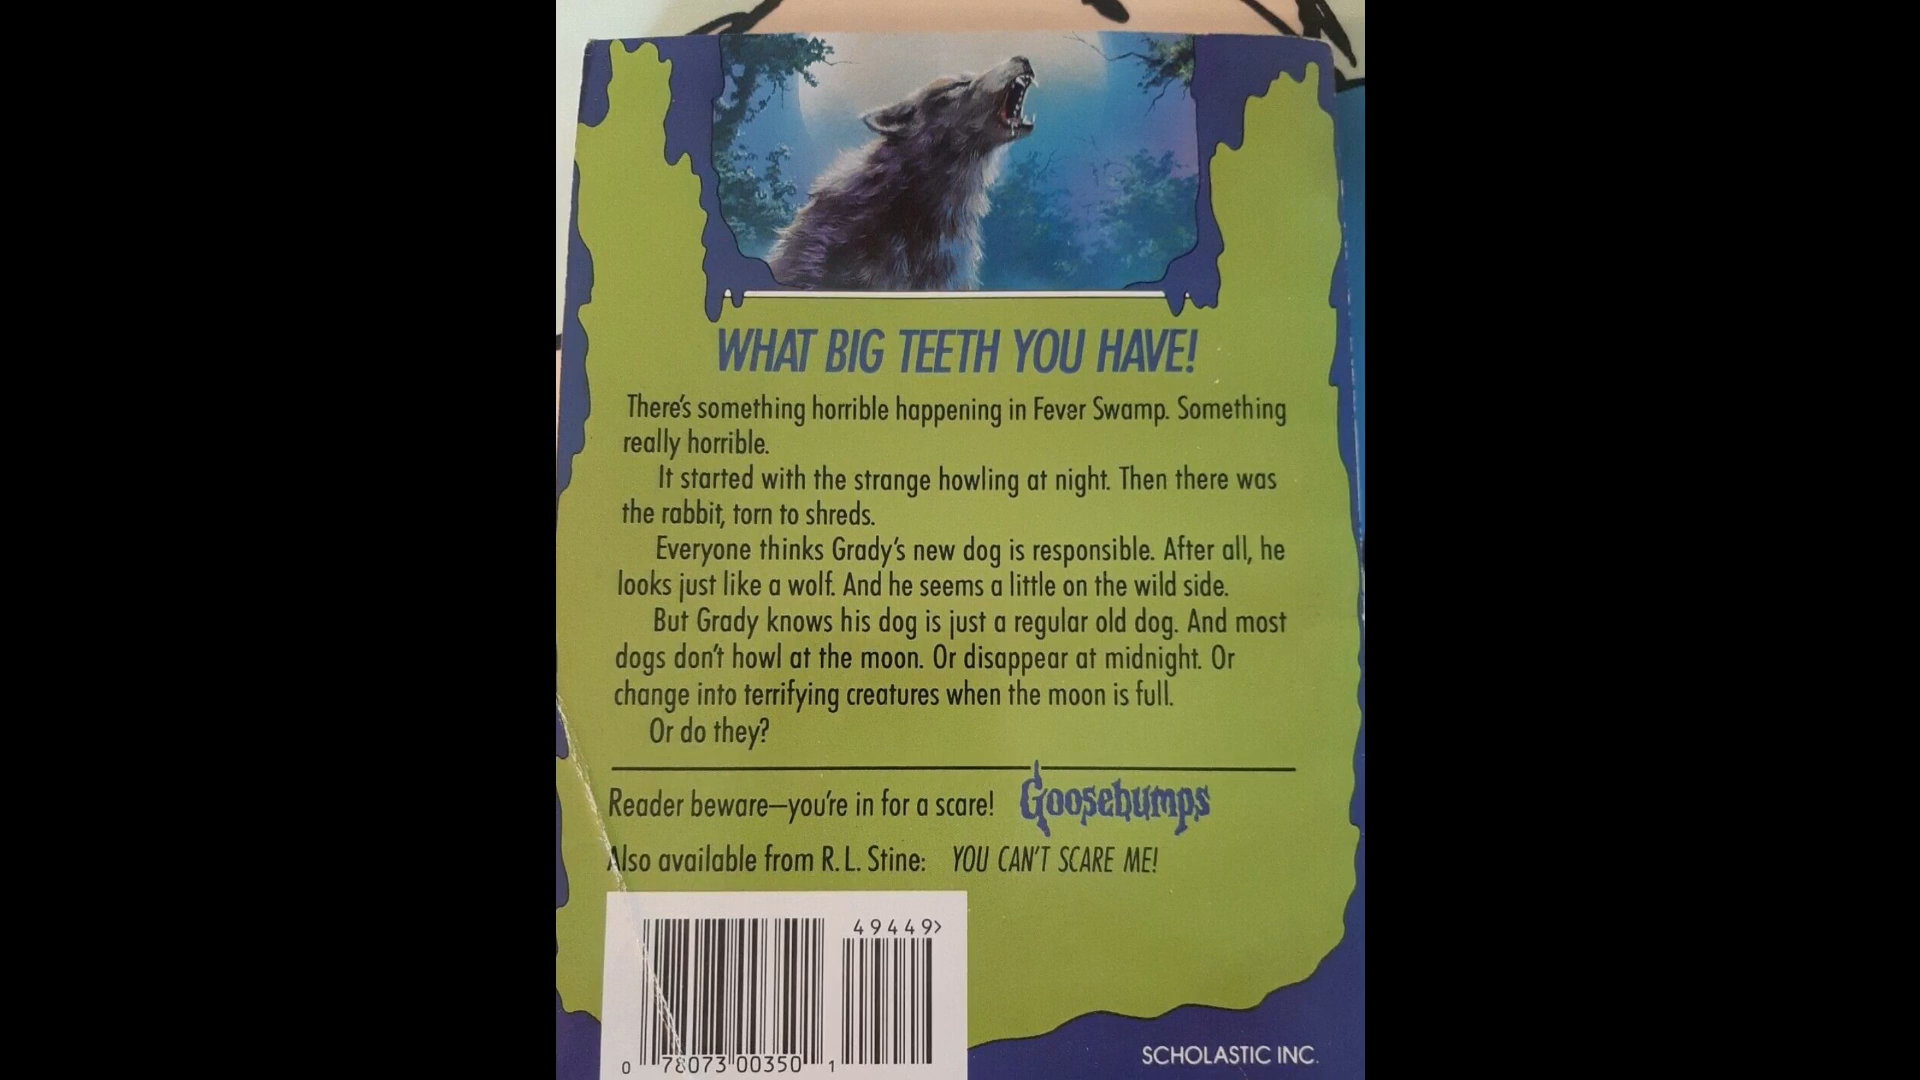 WHAT BIG TEETH YOU HAVE!
There's something horrible happening in Fever Swamp. Something
really horrible.
It started with the strange howling at night. Then there was
the rabbit, torn to shreds.
Everyone thinks Grady's new dog is responsible. After all, he
looks just like a wolf. And he seems a little on the wild side.
But Grady knows his dog is just a regular old dog. And most
dogs don't howl at the moon. Or disappear at midnight. Or
change into terrifying creatures when the moon is full.
Or do they?
Reader beware—you're in for a scare! Goosebumps
Also available from R. L. Stine: YOU CAN'T SCARE ME!
49449>
0 78073 00350 1
SCHOLASTIC INC.